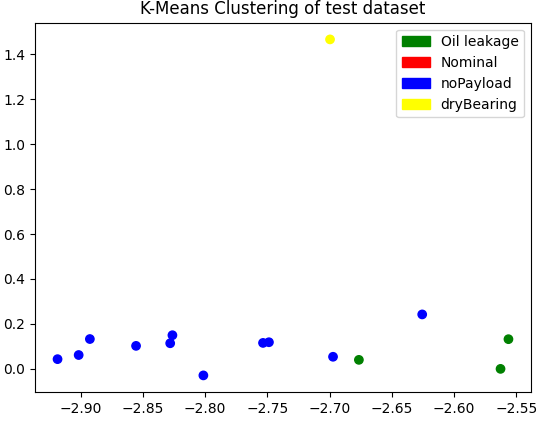 K-Means Clustering of test dataset
Oil leakage
Nominal
noPayload
dryBearing
1.4
1.2
1.0
0.8
0.6
0.4
0.2
0.0
−2.90 −2.85 −2.80 −2.75 −2.70 −2.65 −2.60 −2.55